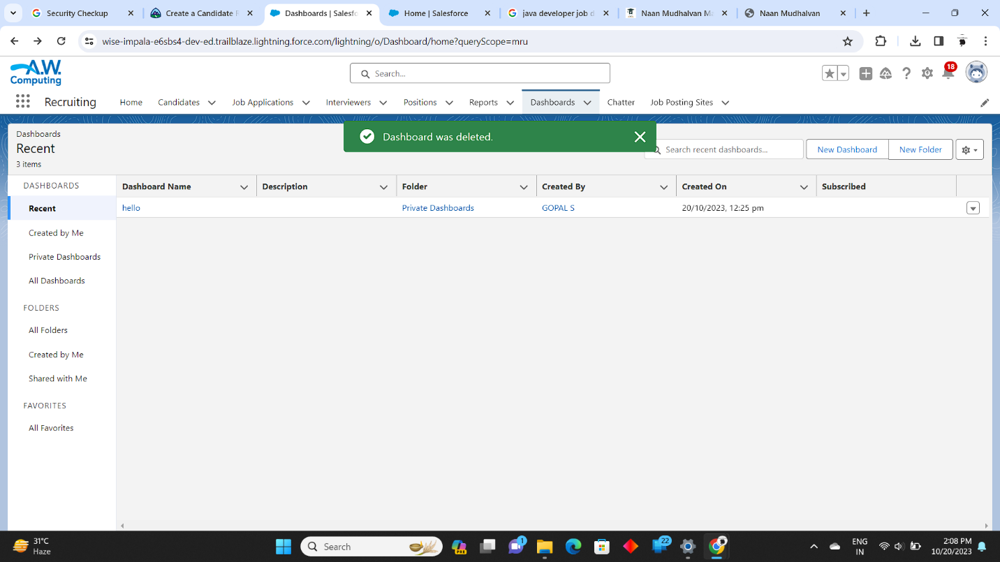 Security Checkup
Create a Candidate R
Dashboards | Salesfo
Home | Salesforce
java developer job d
Naan Mudhalvan Ma
Naan Mudhalvan
wise-impala-e6sbs4-dev-ed.trailblaze.lightning.force.com/lightning/o/Dashboard/home?queryScope=mru
A.W.
Computing
Search...
18
Recruiting
Home
Candidates
Job Applications
Interviewers
Positions
Reports
Dashboards
Chatter
Job Posting Sites
Dashboards
Recent
3 items
Dashboard was deleted.
Search recent dashboards...
New Dashboard
New Folder
DASHBOARDS
Recent
Created by Me
Private Dashboards
All Dashboards
FOLDERS
All Folders
Created by Me
Shared with Me
FAVORITES
All Favorites
Dashboard Name
Description
Folder
Created By
Created On
Subscribed
hello
Private Dashboards
GOPAL S
20/10/2023, 12:25 pm
31°C
Haze
Search
PRE
1
22
ENG
IN
2:08 PM
10/20/2023